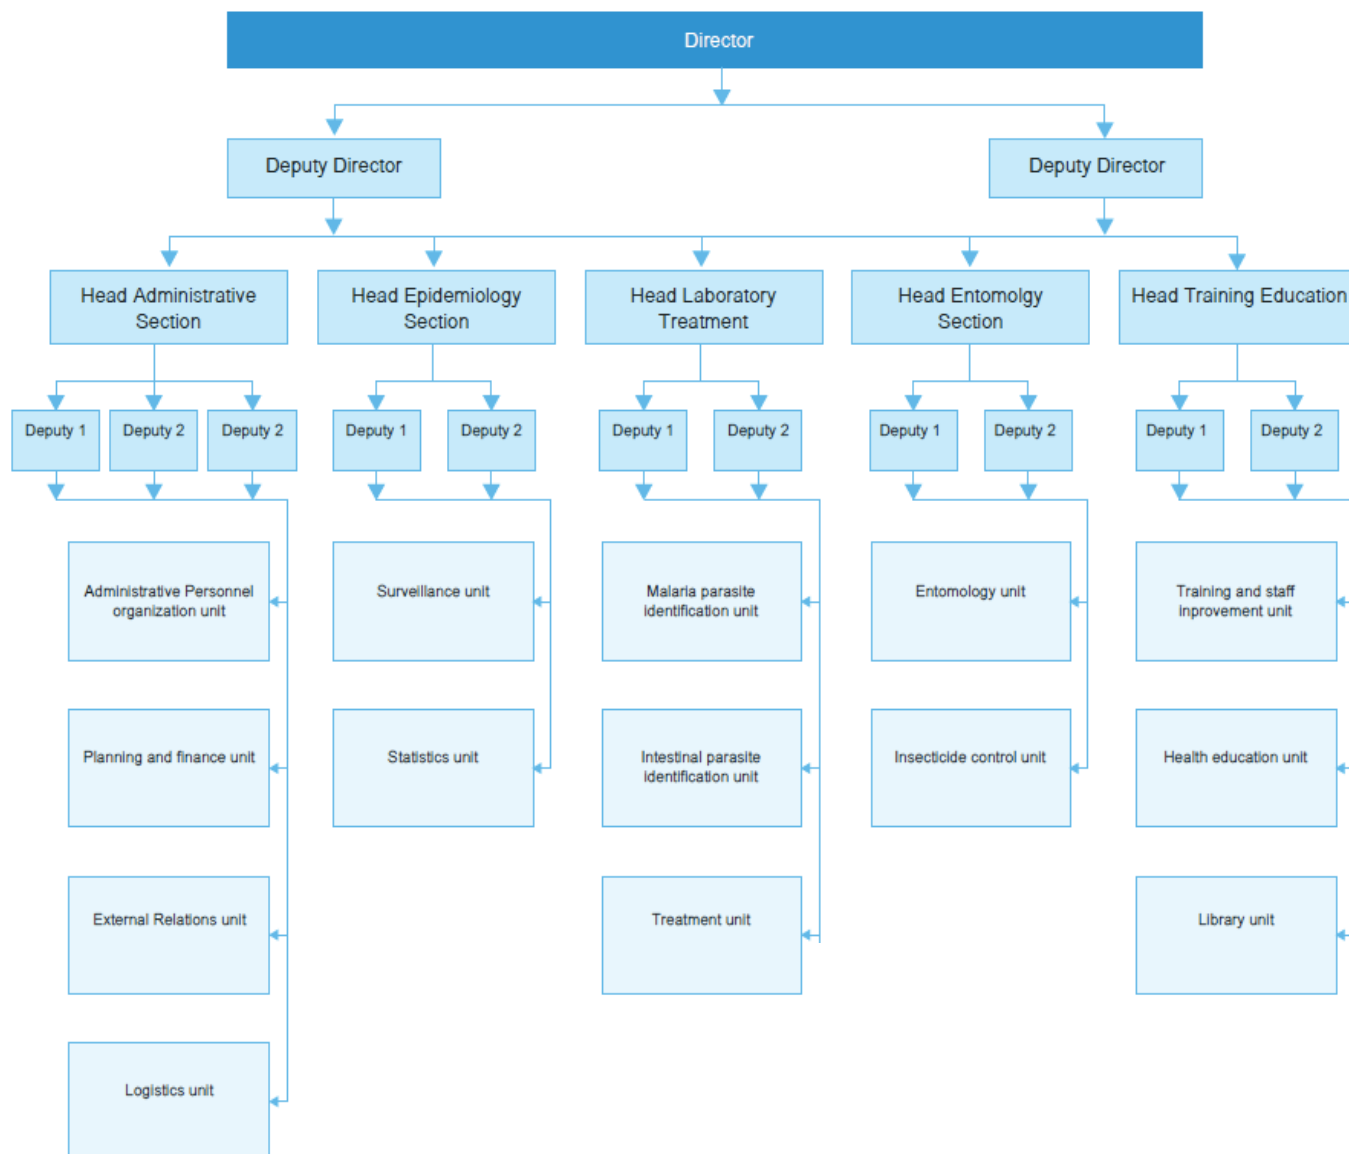 Director
Deputy Director
Deputy Director
Head Administrative
Section
Head Epidemiology
Section
Head Laboratory
Treatment
Head Entomolgy
Section
Head Training Education
Deputy 1
Deputy 2
Deputy 2
Deputy 1
Deputy 2
Deputy 1
Deputy 2
Deputy 1
Deputy 2
Deputy 1
Deputy 2
Administrative Personnel
organization unit
Surveillance unit
Malaria parasite
identification unit
Entomology unit
Training and staff
inprovement unit
Planning and finance unit
Statistics unit
Intestinal parasite
identification unit
Insecticide control unit
Health education unit
External Relations unit
Treatment unit
Library unit
Logistics unit